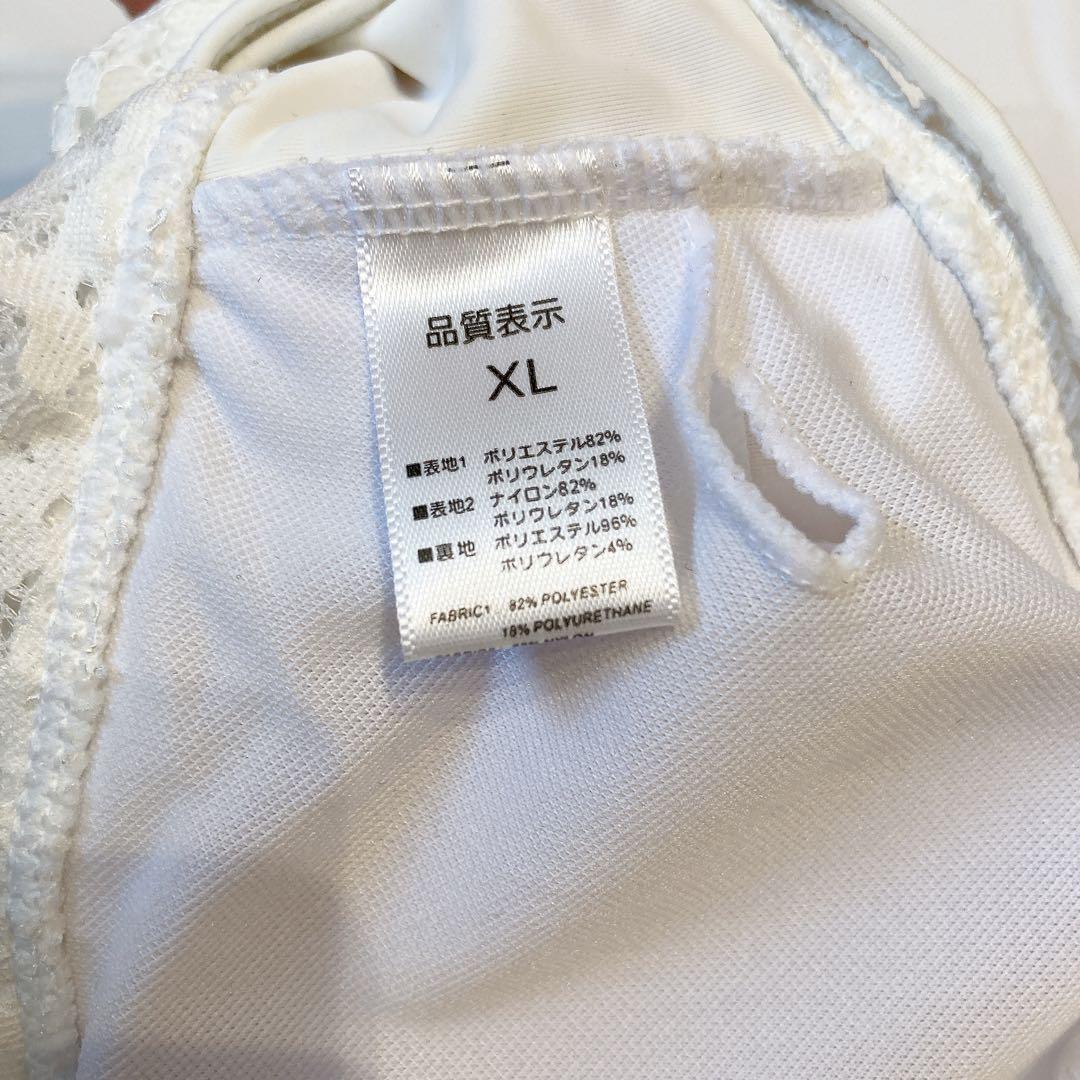 品質表示
XL
■表地1 ポリエステル82%
ポリウレタン18%
■表地2 ナイロン82%
ポリウレタン18%
■裏地 ポリエステル96%
ポリウレタン4%
FABRIC1 82% POLYESTER
18% POLYURETHANE